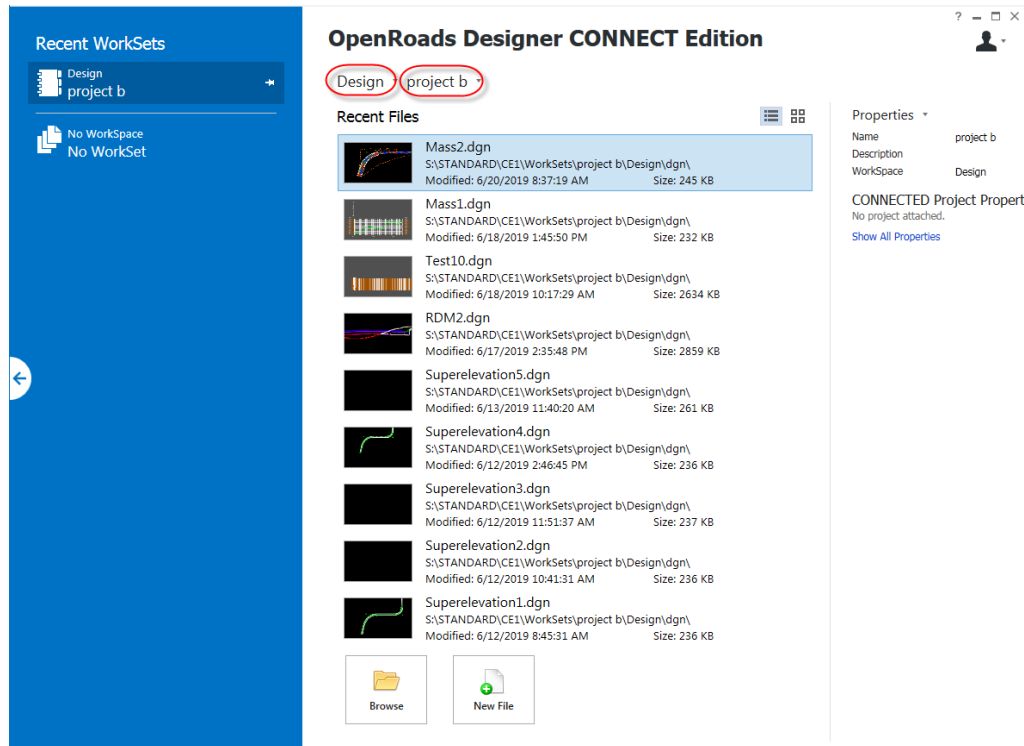 ?
Recent WorkSets
OpenRoads Designer CONNECT Edition
Design
project b
No WorkSpace
No WorkSet
Design project b
Recent Files
Mass2.dgn
S:\STANDARD\CE1\WorkSets\project b\Design\dgn\
Modified: 6/20/2019 8:37:19 AM Size: 245 KB
Mass1.dgn
S:\STANDARD\CE1\WorkSets\project b\Design\dgn\
Modified: 6/18/2019 1:45:50 PM Size: 232 KB
Test10.dgn
S:\STANDARD\CE1\WorkSets\project b\Design\dgn\
Modified: 6/18/2019 10:17:29 AM Size: 2634 KB
RDM2.dgn
S:\STANDARD\CE1\WorkSets\project b\Design\dgn\
Modified: 6/17/2019 2:35:48 PM Size: 2859 KB
Superelevation5.dgn
S:\STANDARD\CE1\WorkSets\project b\Design\dgn\
Modified: 6/13/2019 11:40:20 AM Size: 261 KB
Superelevation4.dgn
S:\STANDARD\CE1\WorkSets\project b\Design\dgn\
Modified: 6/12/2019 2:46:45 PM Size: 236 KB
Superelevation3.dgn
S:\STANDARD\CE1\WorkSets\project b\Design\dgn\
Modified: 6/12/2019 11:51:37 AM Size: 237 KB
Superelevation2.dgn
S:\STANDARD\CE1\WorkSets\project b\Design\dgn\
Modified: 6/12/2019 10:41:31 AM Size: 236 KB
Superelevation1.dgn
S:\STANDARD\CE1\WorkSets\project b\Design\dgn\
Modified: 6/12/2019 8:45:31 AM Size: 236 KB
Browse
New File
Properties
Name project b
Description
WorkSpace Design
CONNECTED Project Propert
No project attached.
Show All Properties